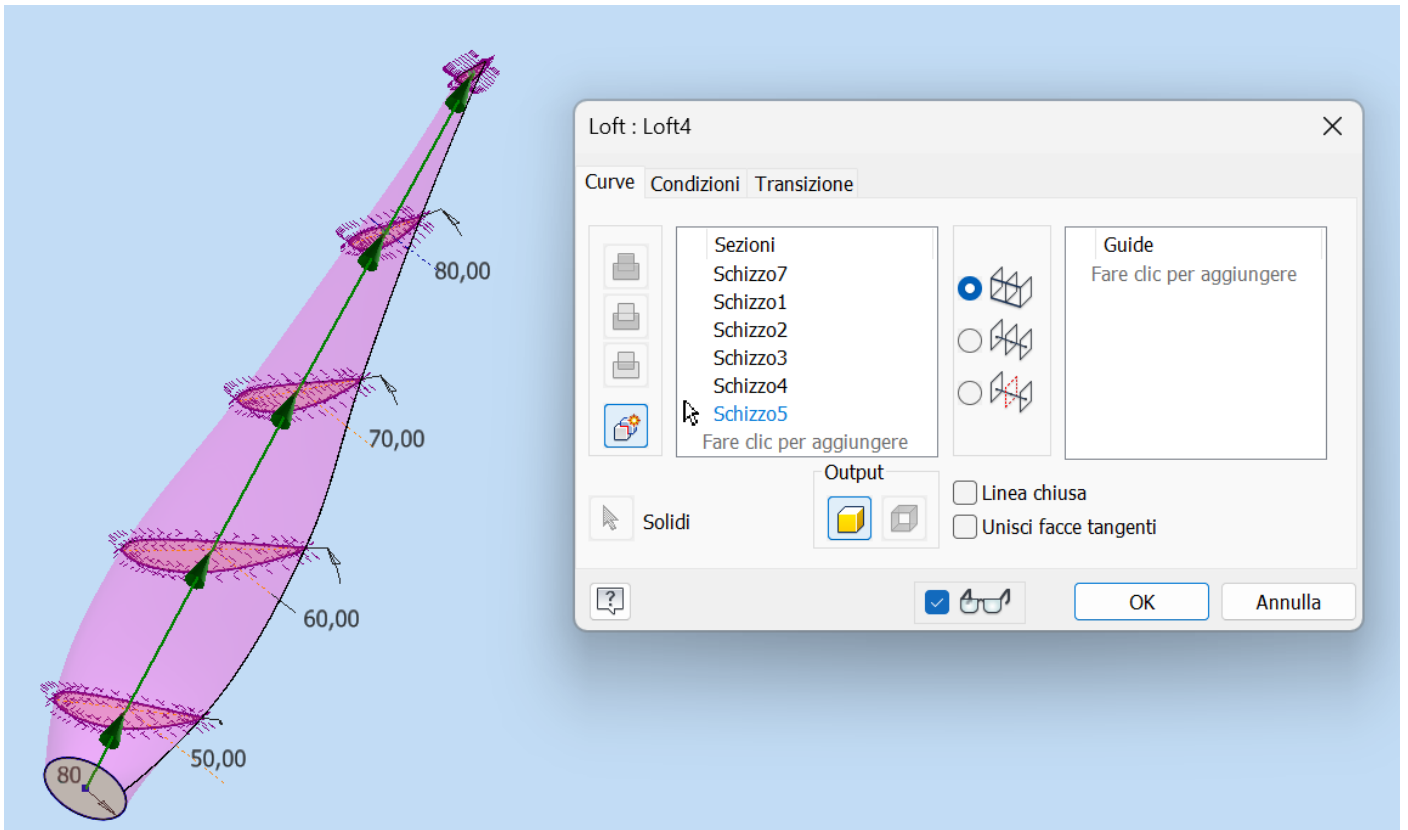 80,00
70,00
60,00
50,00
80
Loft : Loft4
Curve Condizioni Transizione
Sezioni
Schizzo7
Schizzo1
Schizzo2
Schizzo3
Schizzo4
Schizzo5
Fare clic per aggiungere
Guide
Fare clic per aggiungere
Solidi
Output
Linea chiusa
Unisci facce tangenti
?
OK
Annulla